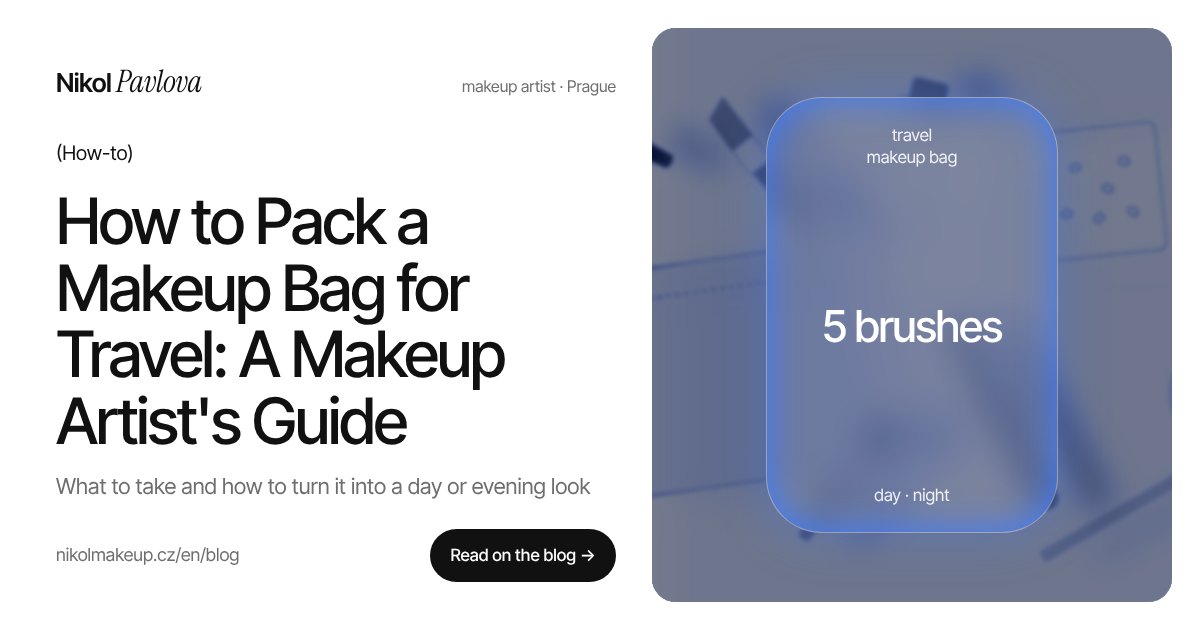 Nikol Pavlova
makeup artist · Prague
(How-to)
How to Pack a
Makeup Bag for
Travel: A Makeup
Artist's Guide
What to take and how to turn it into a day or evening look
nikolmakeup.cz/en/blog
Read on the blog →
travel
makeup bag
5 brushes
day · night